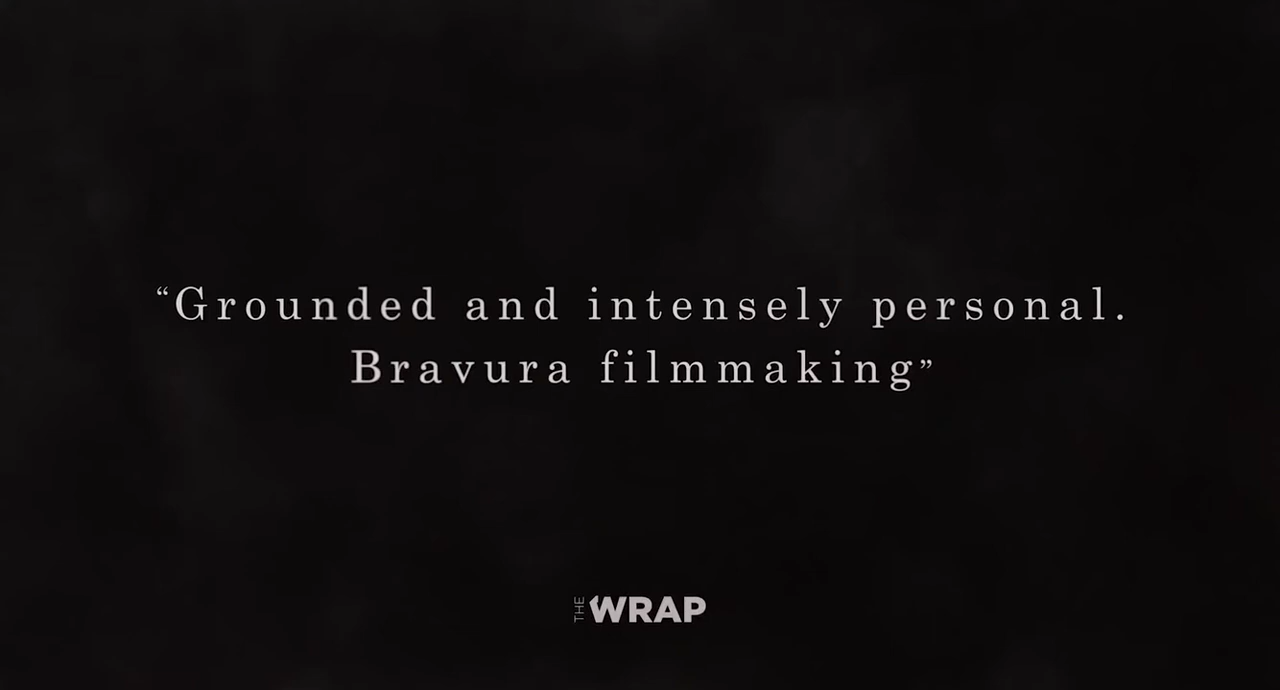 “Grounded and intensely personal.
Bravura filmmaking”
THE WRAP